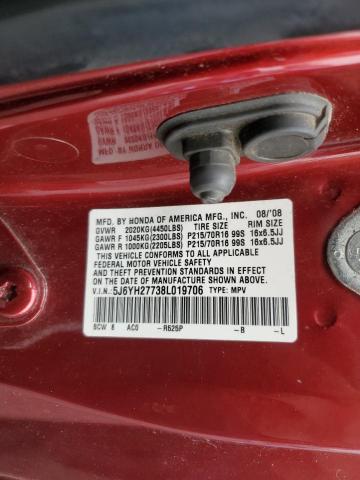 MFD. BY HONDA OF AMERICA MFG., INC. 08/'08
GVWR 2020KG(4450LBS) TIRE SIZE RIM SIZE
GAWR F 1045KG(2300LBS) P215/70R16 99S 16x6.5JJ
GAWR R 1000KG(2205LBS) P215/70R16 99S 16x6.5JJ
THIS VEHICLE CONFORMS TO ALL APPLICABLE
FEDERAL MOTOR VEHICLE SAFETY AND
THEFT PREVENTION STANDARDS IN EFFECT
ON THE DATE OF MANUFACTURE SHOWN ABOVE.
V.I.N.: 5J6YH27738L019706 TYPE: MPV
SCW 6 AC0 -R525P -B -L